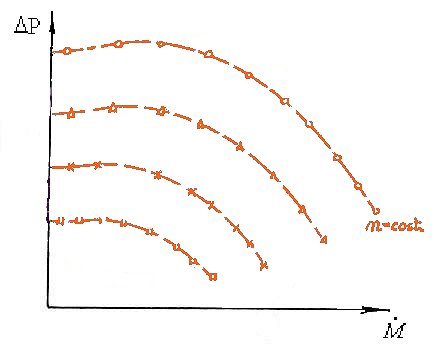 ΔP
n=cost.
Ṁ